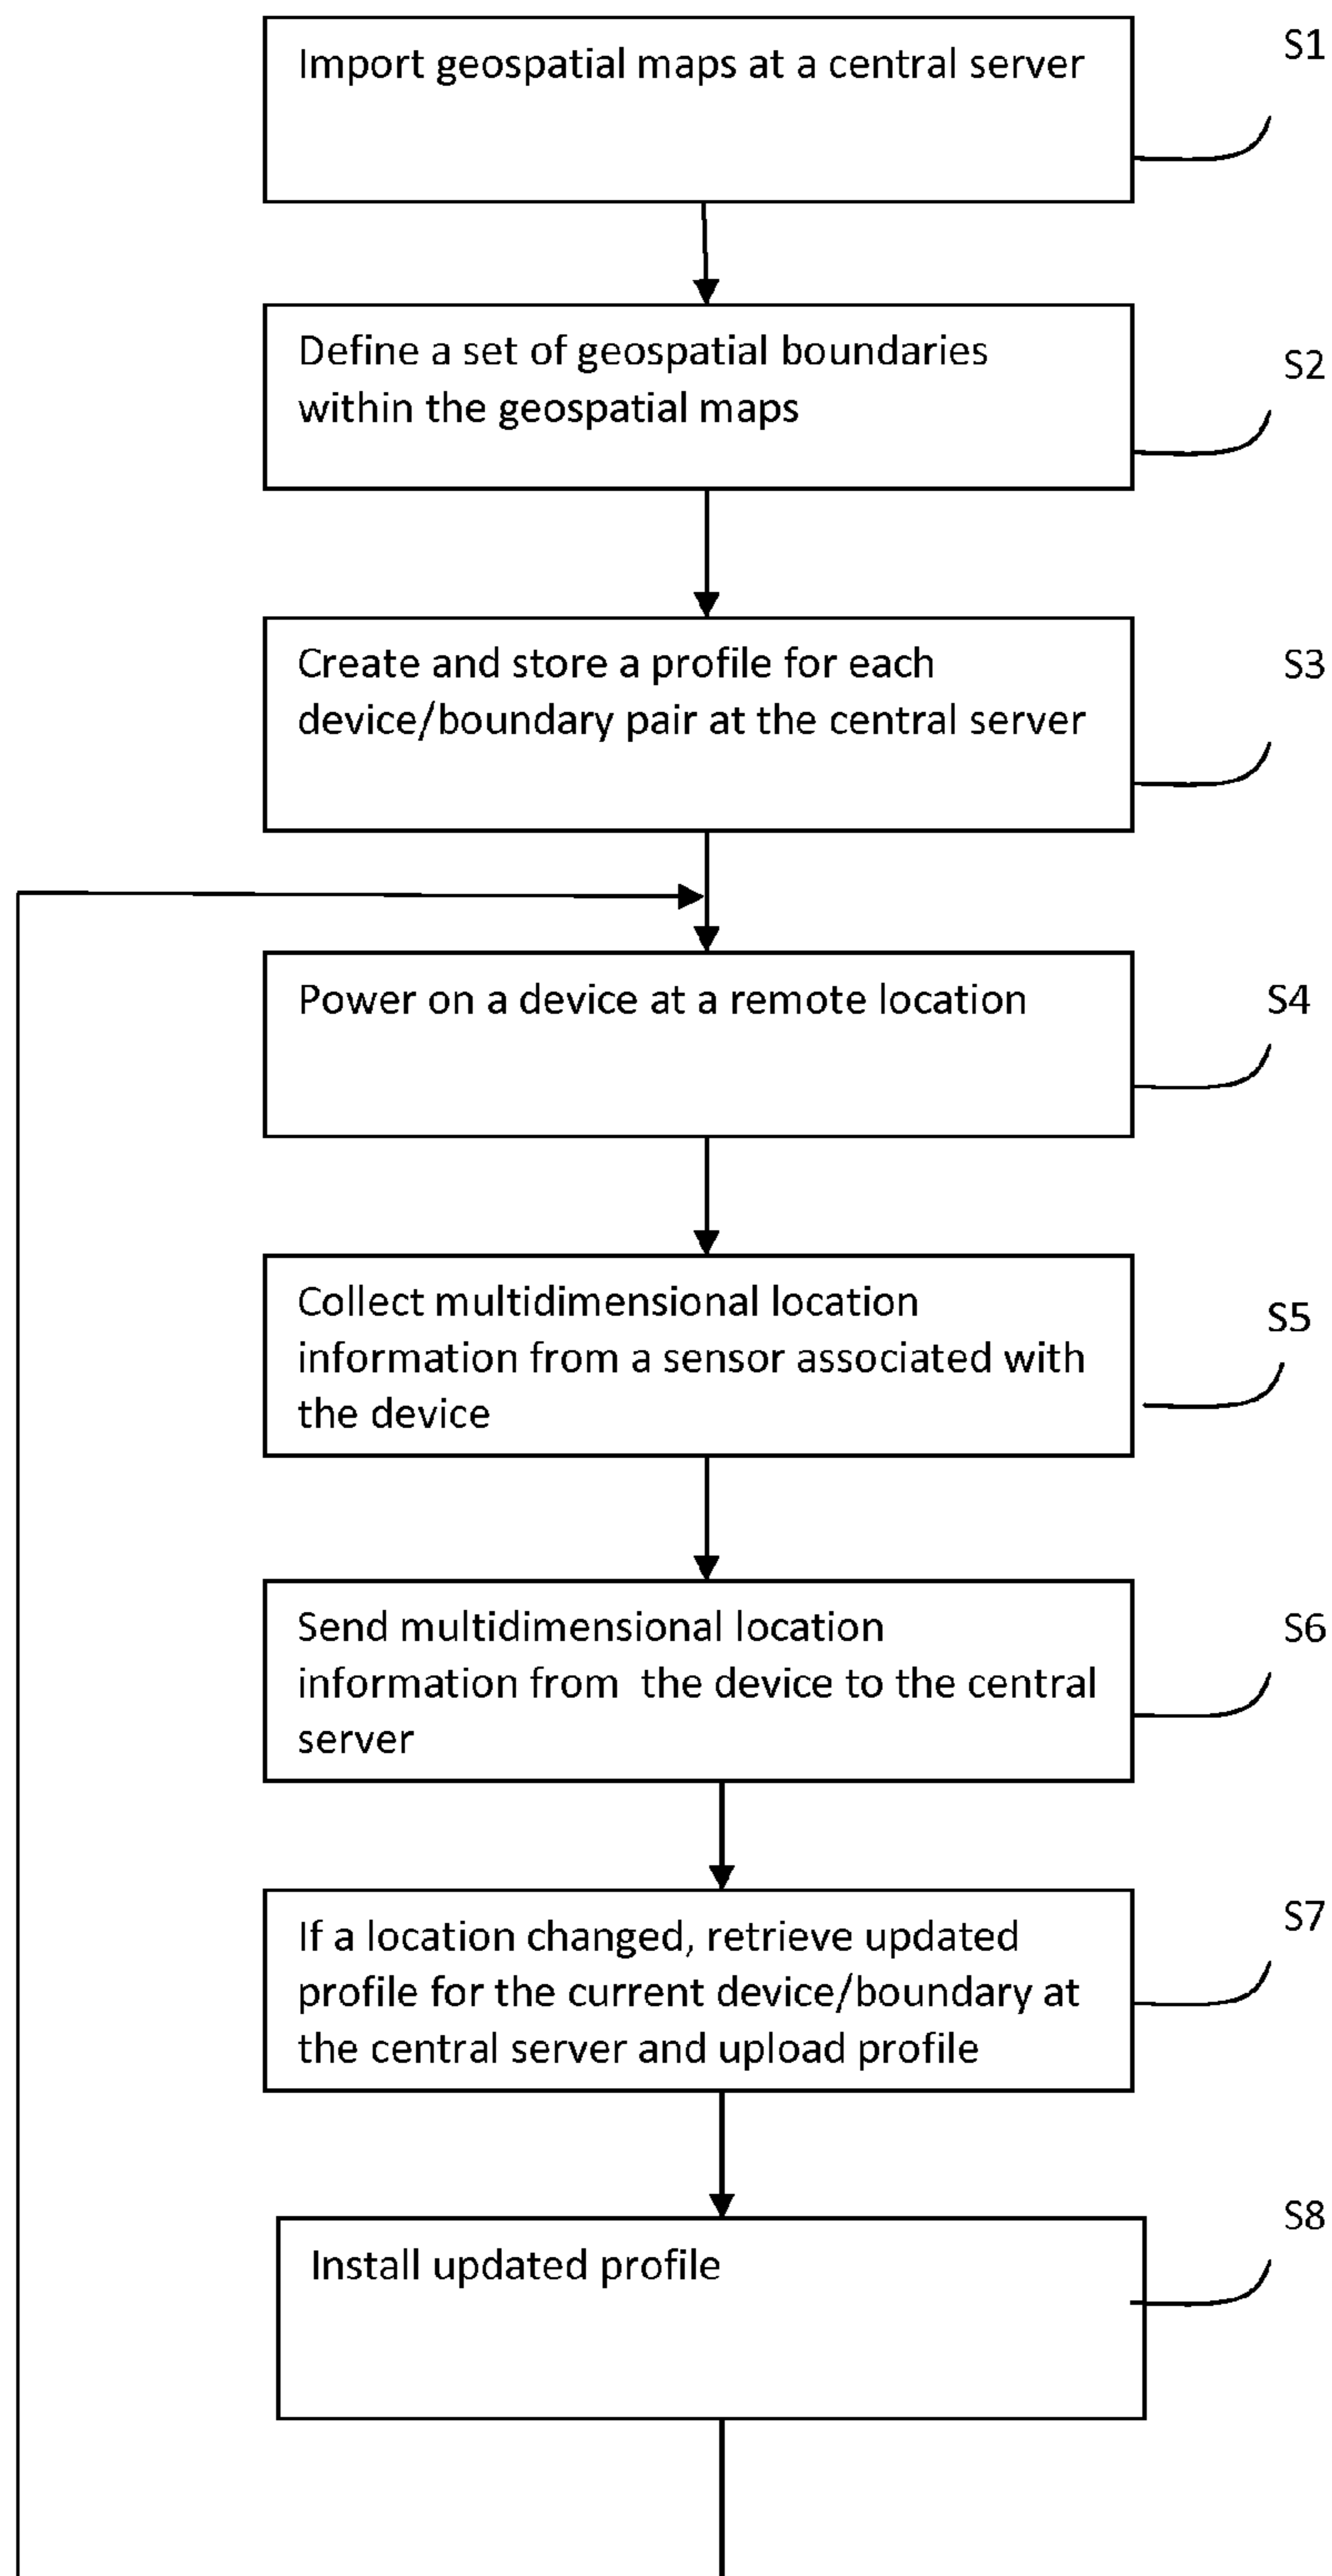 Import geospatial maps at a central server
S1
Define a set of geospatial boundaries
within the geospatial maps
S2
Create and store a profile for each
device/boundary pair at the central server
S3
Power on a device at a remote location
S4
Collect multidimensional location
information from a sensor associated with
the device
S5
Send multidimensional location
information from  the device to the central
server
S6
If a location changed, retrieve updated
profile for the current device/boundary at
the central server and upload profile
S7
Install updated profile
S8